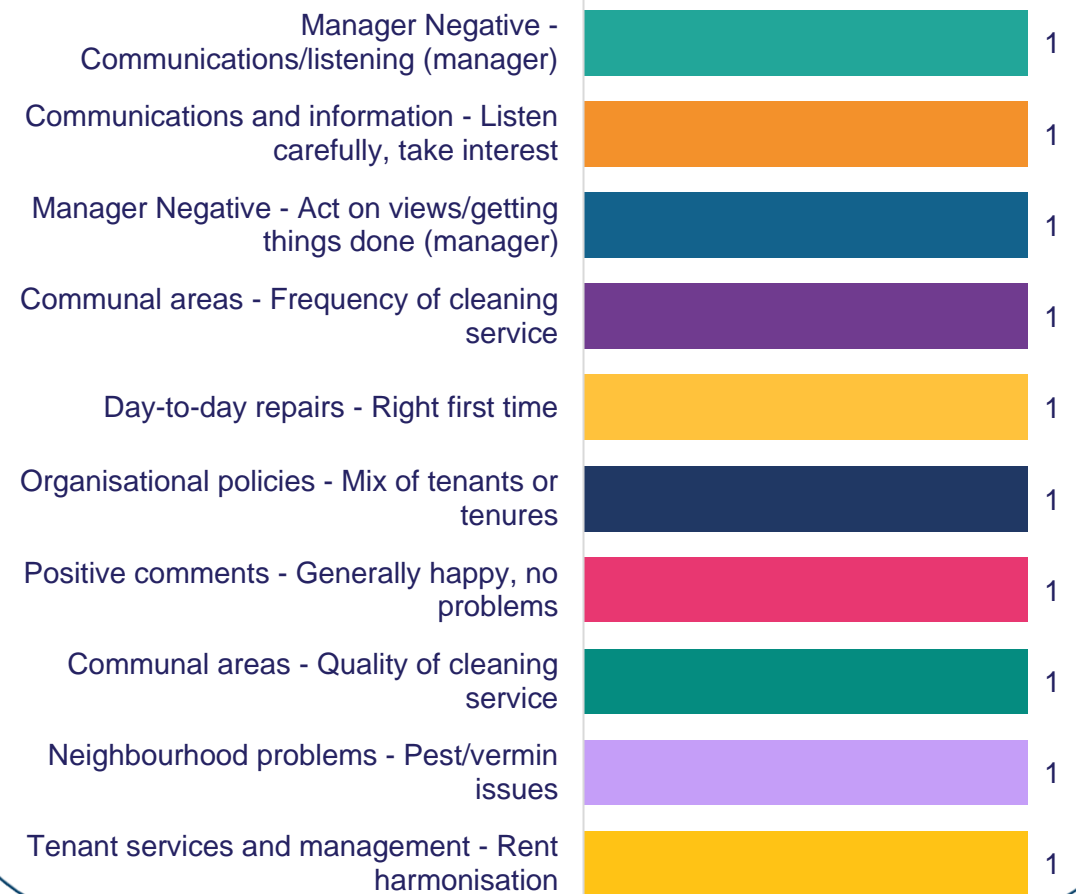 Manager Negative -
Communications/listening (manager)
1
Communications and information - Listen
carefully, take interest
1
Manager Negative - Act on views/getting
things done (manager)
1
Communal areas - Frequency of cleaning
service
1
Day-to-day repairs - Right first time
1
Organisational policies - Mix of tenants or
tenures
1
Positive comments - Generally happy, no
problems
1
Communal areas - Quality of cleaning
service
1
Neighbourhood problems - Pest/vermin
issues
1
Tenant services and management - Rent
harmonisation
1